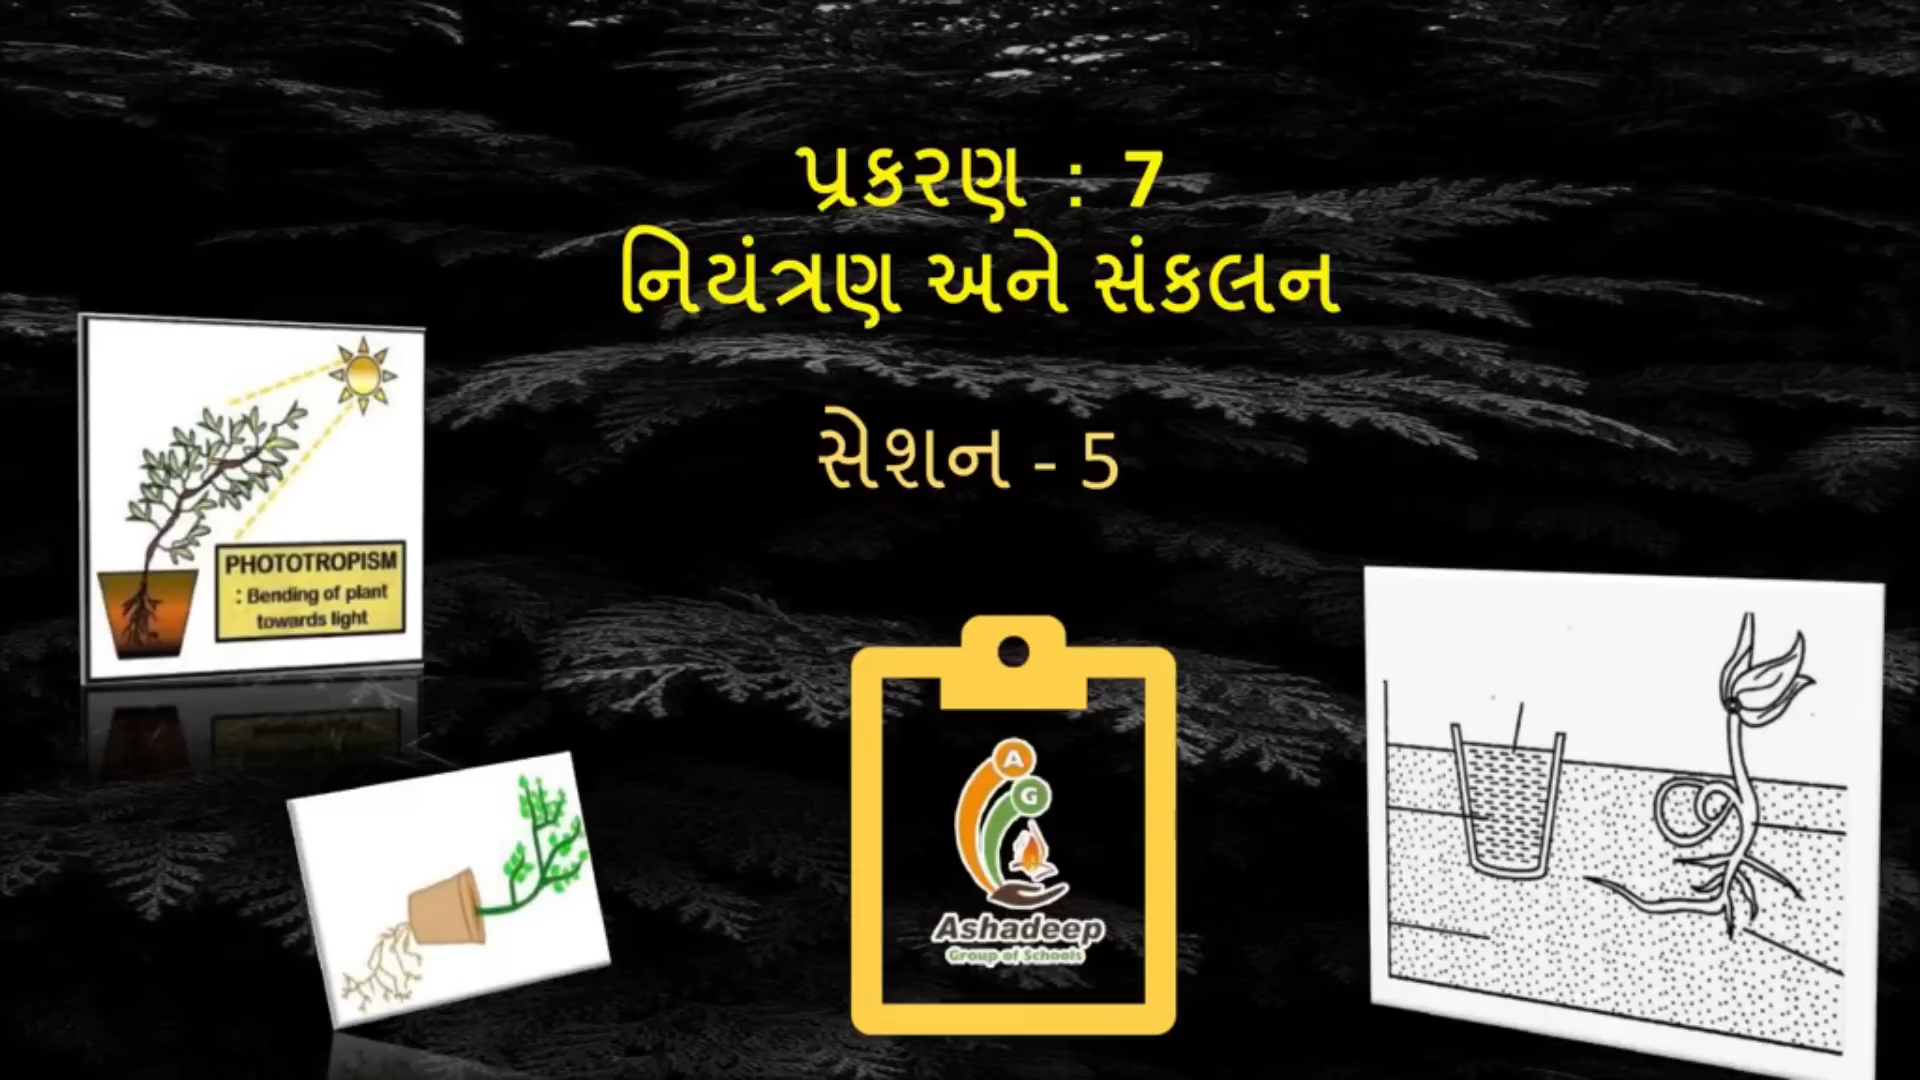 પ્રકરણ : 7
નિયંત્રણ અને સંકલન
સેશન - 5
PHOTOTROPISM
: Bending of plant
towards light
A
G
Ashadeep
Group of Schools